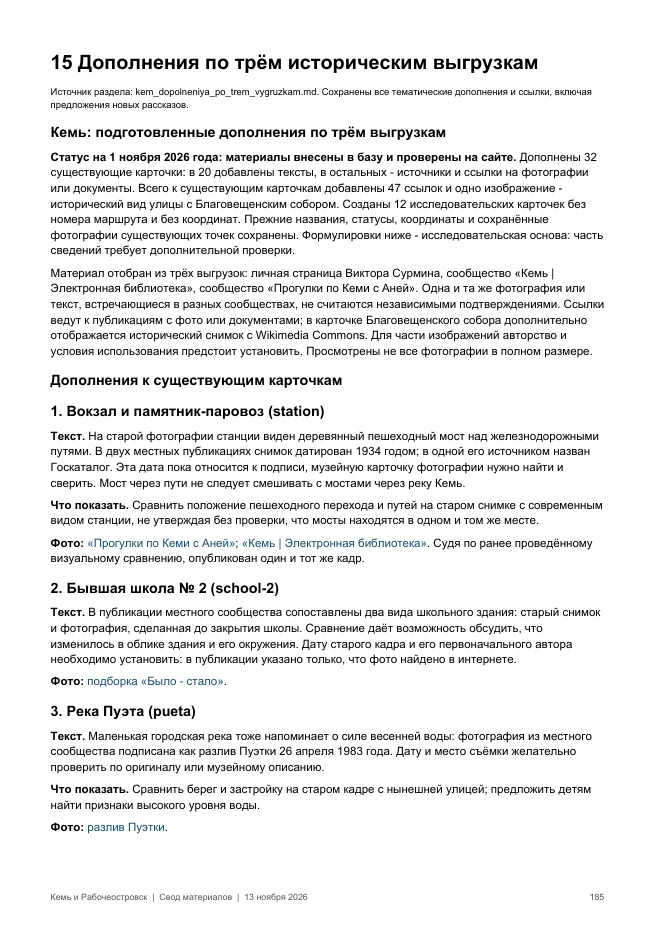 15 Дополнения по трём историческим выгрузкам
Источник раздела: kem_dopolneniya_po_trem_vygruzkam.md. Сохранены все тематические дополнения и ссылки, включая
предложения новых рассказов.
Кемь: подготовленные дополнения по трём выгрузкам
Статус на 1 ноября 2026 года: материалы внесены в базу и проверены на сайте. Дополнены 32
существующие карточки: в 20 добавлены тексты, в остальных - источники и ссылки на фотографии
или документы. Всего к существующим карточкам добавлены 47 ссылок и одно изображение -
исторический вид улицы с Благовещенским собором. Созданы 12 исследовательских карточек без
номера маршрута и без координат. Прежние названия, статусы, координаты и сохранённые
фотографии существующих точек сохранены. Формулировки ниже - исследовательская основа: часть
сведений требует дополнительной проверки.
Материал отобран из трёх выгрузок: личная страница Виктора Сурмина, сообщество «Кемь |
Электронная библиотека», сообщество «Прогулки по Кеми с Аней». Одна и та же фотография или
текст, встречающиеся в разных сообществах, не считаются независимыми подтверждениями. Ссылки
ведут к публикациям с фото или документами; в карточке Благовещенского собора дополнительно
отображается исторический снимок с Wikimedia Commons. Для части изображений авторство и
условия использования предстоит установить. Просмотрены не все фотографии в полном размере.
Дополнения к существующим карточкам
1. Вокзал и памятник-паровоз (station)
Текст. На старой фотографии станции виден деревянный пешеходный мост над железнодорожными
путями. В двух местных публикациях снимок датирован 1934 годом; в одной его источником назван
Госкаталог. Эта дата пока относится к подписи, музейную карточку фотографии нужно найти и
сверить. Мост через пути не следует смешивать с мостами через реку Кемь.
Что показать. Сравнить положение пешеходного перехода и путей на старом снимке с современным
видом станции, не утверждая без проверки, что мосты находятся в одном и том же месте.
Фото: «Прогулки по Кеми с Аней»; «Кемь | Электронная библиотека». Судя по ранее проведённому
визуальному сравнению, опубликован один и тот же кадр.
2. Бывшая школа № 2 (school-2)
Текст. В публикации местного сообщества сопоставлены два вида школьного здания: старый снимок
и фотография, сделанная до закрытия школы. Сравнение даёт возможность обсудить, что
изменилось в облике здания и его окружения. Дату старого кадра и его первоначального автора
необходимо установить: в публикации указано только, что фото найдено в интернете.
Фото: подборка «Было - стало».
3. Река Пуэта (pueta)
Текст. Маленькая городская река тоже напоминает о силе весенней воды: фотография из местного
сообщества подписана как разлив Пуэтки 26 апреля 1983 года. Дату и место съёмки желательно
проверить по оригиналу или музейному описанию.
Что показать. Сравнить берег и застройку на старом кадре с нынешней улицей; предложить детям
найти признаки высокого уровня воды.
Фото: разлив Пуэтки.
Кемь и Рабочеостровск | Свод материалов | 13 ноября 2026
185